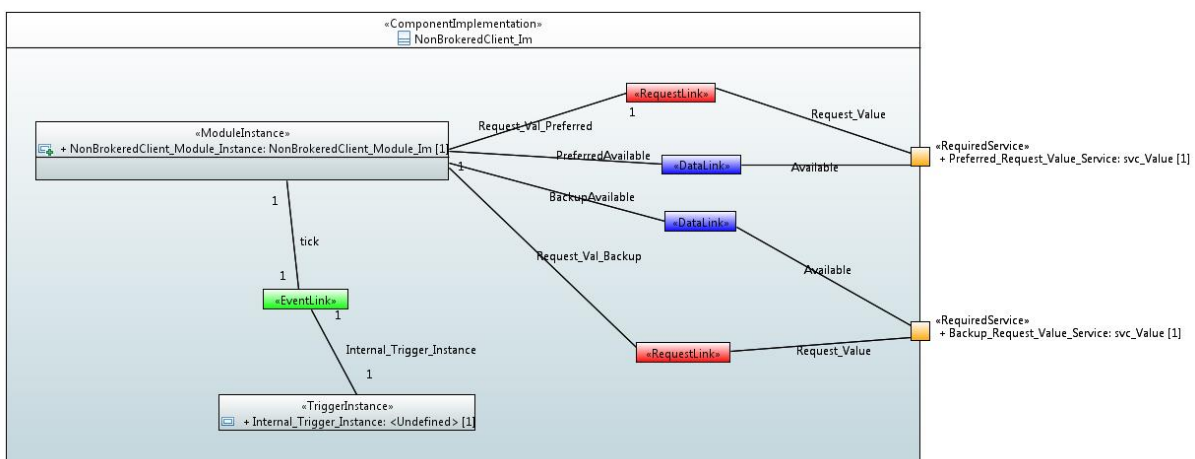 «ComponentImplementation»
NonBrokeredClient_Im
«RequestLink»
1
Request_Value
Request_Val_Preferred
«ModuleInstance»
+ NonBrokeredClient_Module_Instance: NonBrokeredClient_Module_Im [1]
1
PreferredAvailable
«DataLink»
Available
«RequiredService»
+ Preferred_Request_Value_Service: svc_Value [1]
BackupAvailable
«DataLink»
1
tick
Request_Val_Backup
Available
1
«EventLink»
1
«RequiredService»
+ Backup_Request_Value_Service: svc_Value [1]
Internal_Trigger_Instance
«RequestLink»
Request_Value
1
«TriggerInstance»
+ Internal_Trigger_Instance: <Undefined> [1]